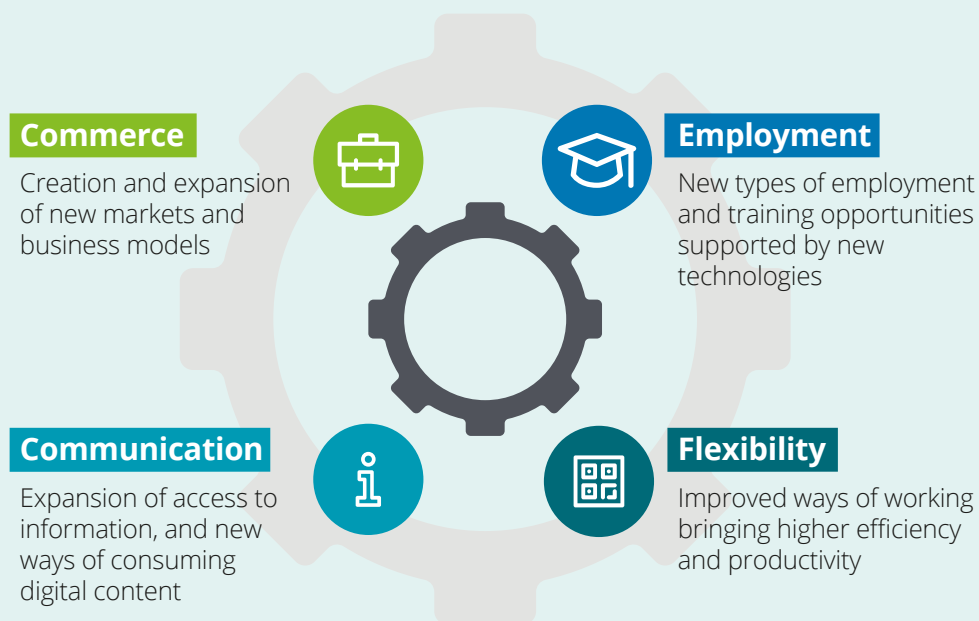 Commerce
Creation and expansion
of new markets and
business models
Employment
New types of employment
and training opportunities
supported by new
technologies
Communication
Expansion of access to
information, and new
ways of consuming
digital content
Flexibility
Improved ways of working
bringing higher efficiency
and productivity